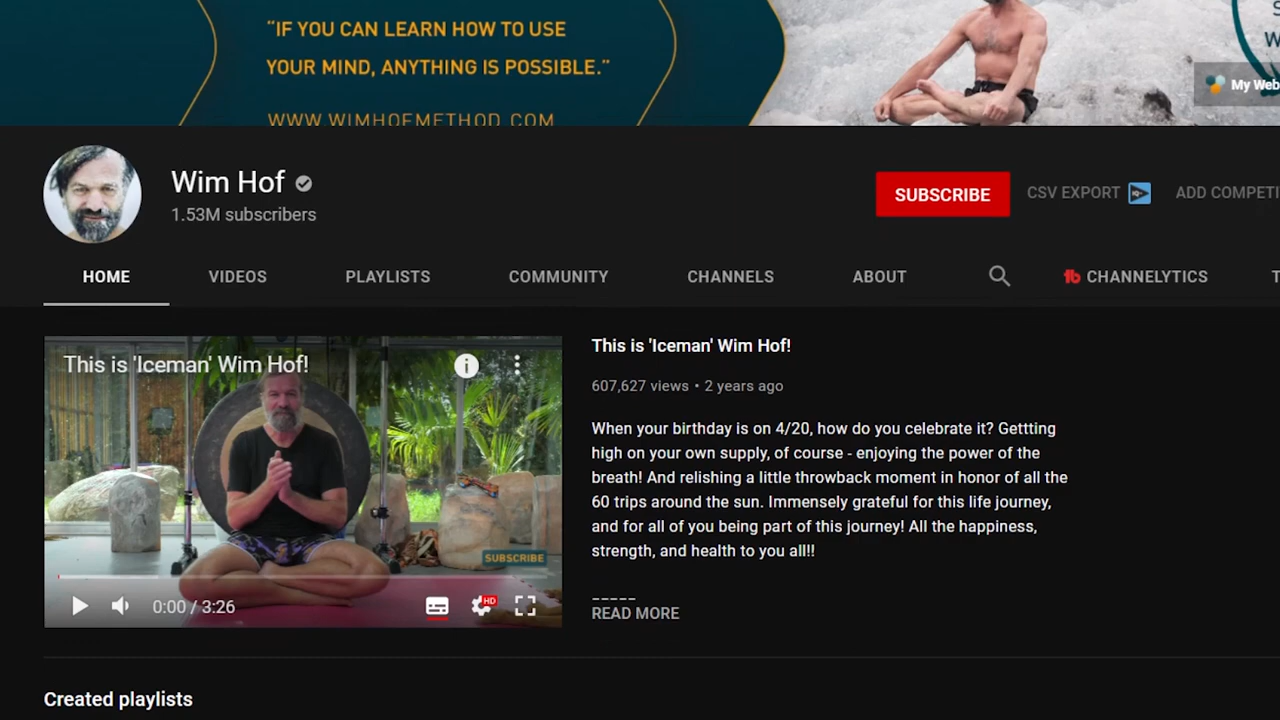 "IF YOU CAN LEARN HOW TO USE
YOUR MIND, ANYTHING IS POSSIBLE."
WWW.WIMHOFMETHOD.COM
My Web
Wim Hof
1.53M subscribers
SUBSCRIBE
CSV EXPORT
ADD COMPETI
HOME
VIDEOS
PLAYLISTS
COMMUNITY
CHANNELS
ABOUT
CHANNELYTICS
This is 'Iceman' Wim Hof!
SUBSCRIBE
0:00 / 3:26
HD
This is 'Iceman' Wim Hof!
607,627 views • 2 years ago
When your birthday is on 4/20, how do you celebrate it? Gettting
high on your own supply, of course - enjoying the power of the
breath! And relishing a little throwback moment in honor of all the
60 trips around the sun. Immensely grateful for this life journey,
and for all of you being part of this journey! All the happiness,
strength, and health to you all!!
_____
READ MORE
Created playlists